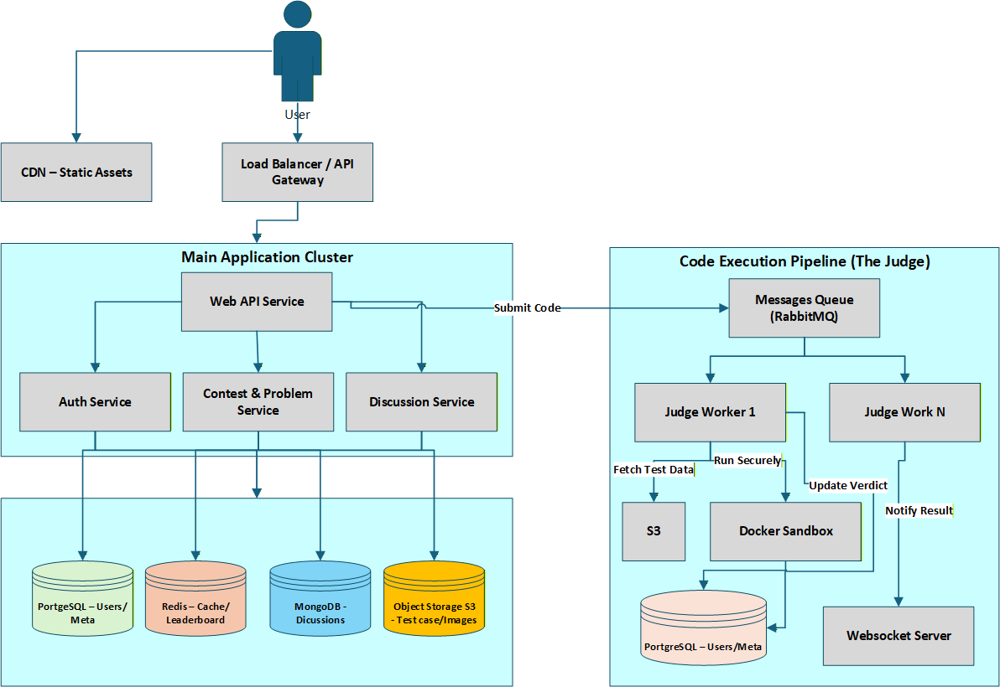 User
CDN – Static Assets
Load Balancer / API
Gateway
Main Application Cluster
Web API Service
Submit Code
Auth Service
Contest & Problem
Service
Discussion Service
PortgeSQL – Users/
Meta
Redis – Cache/
Leaderboard
MongoDB -
Dicussions
Object Storage S3
- Test case/Images
Code Execution Pipeline (The Judge)
Messages Queue
(RabbitMQ)
Judge Worker 1
Judge Work N
Fetch Test Data
Run Securely
Update Verdict
Notify Result
S3
Docker Sandbox
PortgreSQL – Users/Meta
Websocket Server